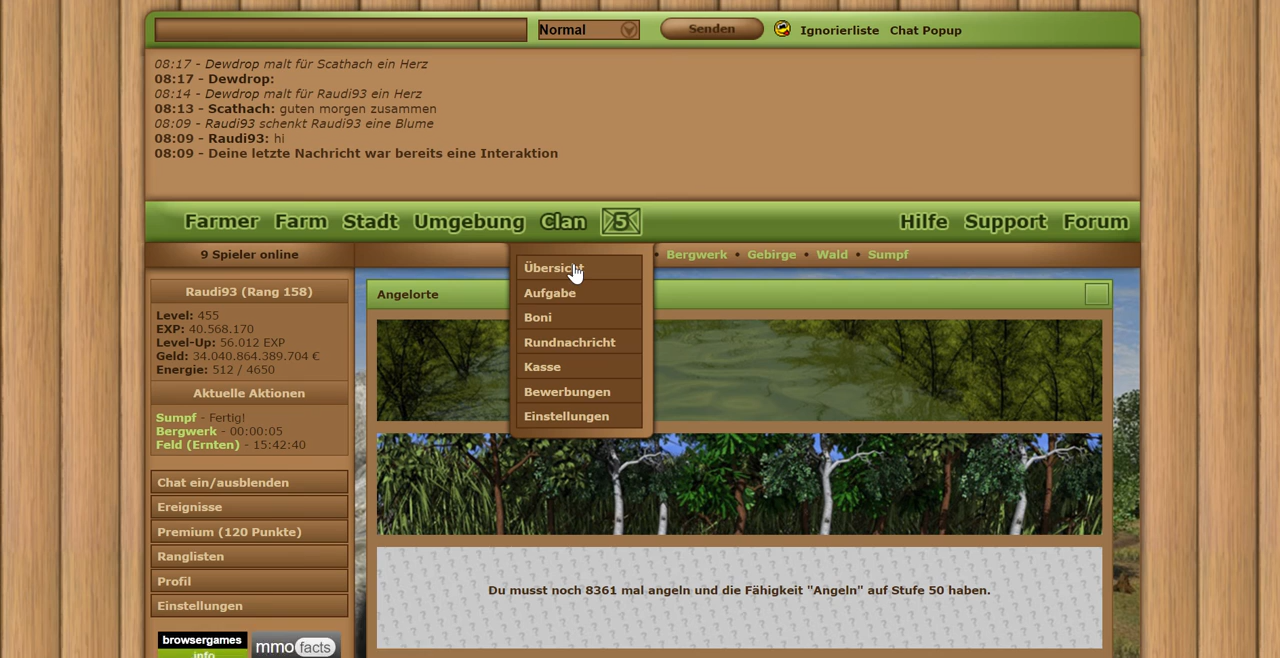 Normal
Senden
Ignorierliste
Chat Popup
08:17 - Dewdrop malt für Scathach ein Herz
08:17 - Dewdrop:
08:14 - Dewdrop malt für Raudi93 ein Herz
08:13 - Scathach: guten morgen zusammen
08:09 - Raudi93 schenkt Raudi93 eine Blume
08:09 - Raudi93: hi
08:09 - Deine letzte Nachricht war bereits eine Interaktion
Farmer Farm Stadt Umgebung Clan 5 Hilfe Support Forum
9 Spieler online
• Bergwerk • Gebirge • Wald • Sumpf
Übersicht
Aufgabe
Boni
Rundnachricht
Kasse
Bewerbungen
Einstellungen
Raudi93 (Rang 158)
Level: 455
EXP: 40.568.170
Level-Up: 56.012 EXP
Geld: 34.040.864.389.704 €
Energie: 512 / 4650
Aktuelle Aktionen
Sumpf - Fertig!
Bergwerk - 00:00:05
Feld (Ernten) - 15:42:40
Chat ein/ausblenden
Ereignisse
Premium (120 Punkte)
Ranglisten
Profil
Einstellungen
browsergames
info
mmofacts
Angelorte
Du musst noch 8361 mal angeln und die Fähigkeit "Angeln" auf Stufe 50 haben.